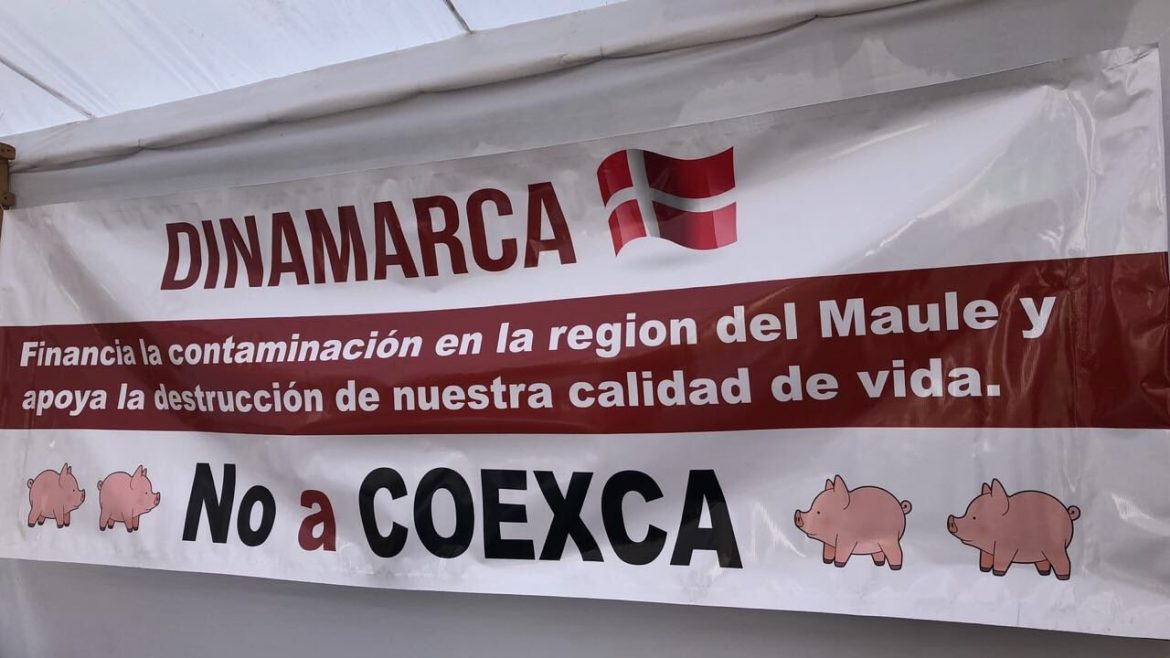 DINAMARCA
Financia la contaminación en la region del Maule y
apoya la destrucción de nuestra calidad de vida.
No a COEXCA